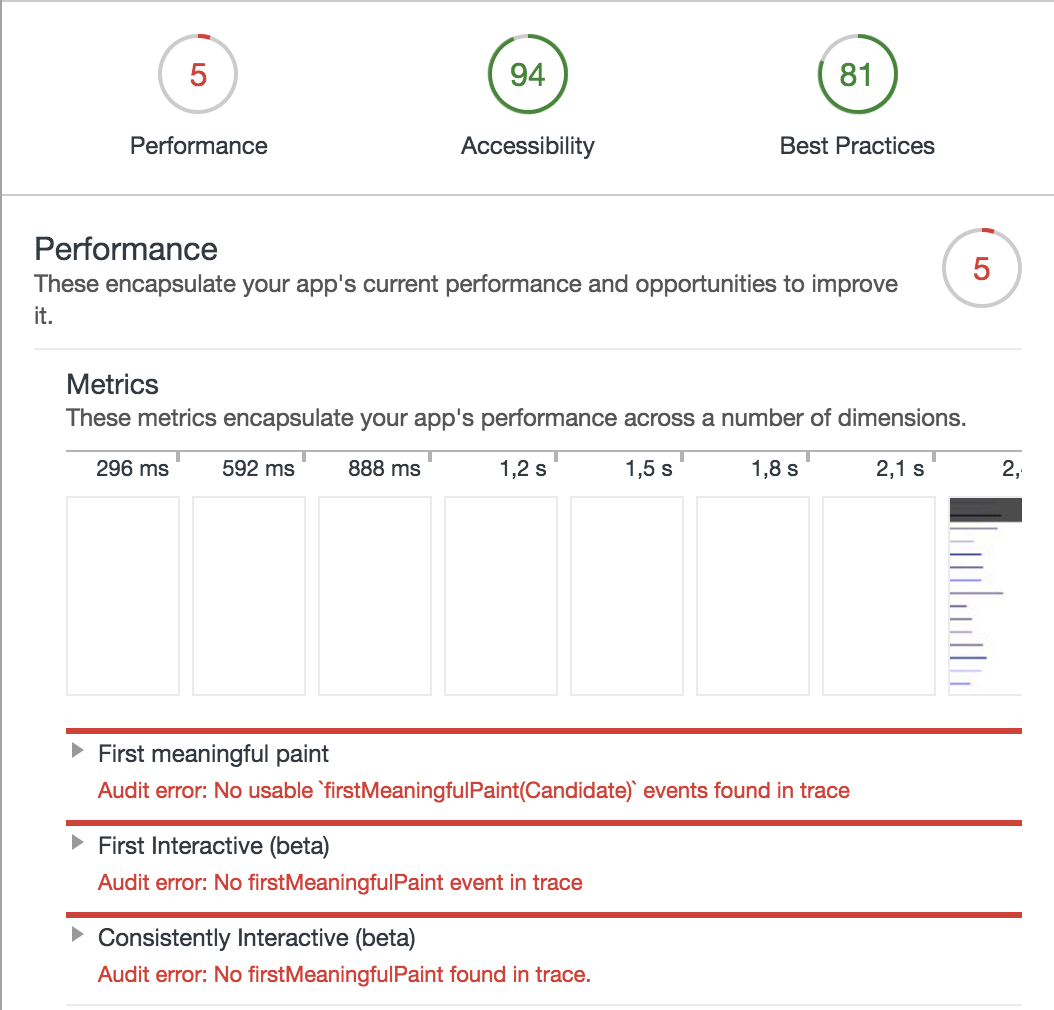 5
94
81
Performance
Accessibility
Best Practices
Performance
5
These encapsulate your app's current performance and opportunities to improve
it.
Metrics
These metrics encapsulate your app's performance across a number of dimensions.
296 ms
592 ms
888 ms
1,2 s
1,5 s
1,8 s
2,1 s
First meaningful paint
Audit error: No usable `firstMeaningfulPaint(Candidate)` events found in trace
First Interactive (beta)
Audit error: No firstMeaningfulPaint event in trace
Consistently Interactive (beta)
Audit error: No firstMeaningfulPaint found in trace.